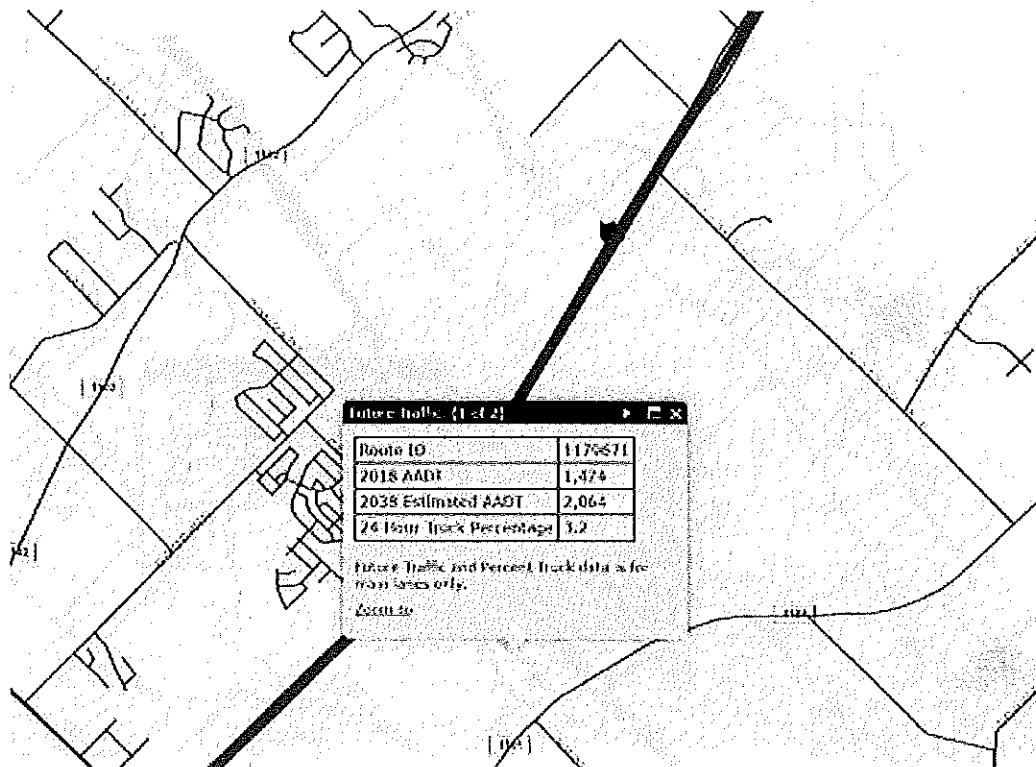 Future Traffic (1 of 2)
Route ID 1179671
2018 AADT 1,474
2038 Estimated AADT 2,064
24 Hour Truck Percentage 3.2
Future Traffic and Percent Truck data is for
main lanes only.
Zoom to